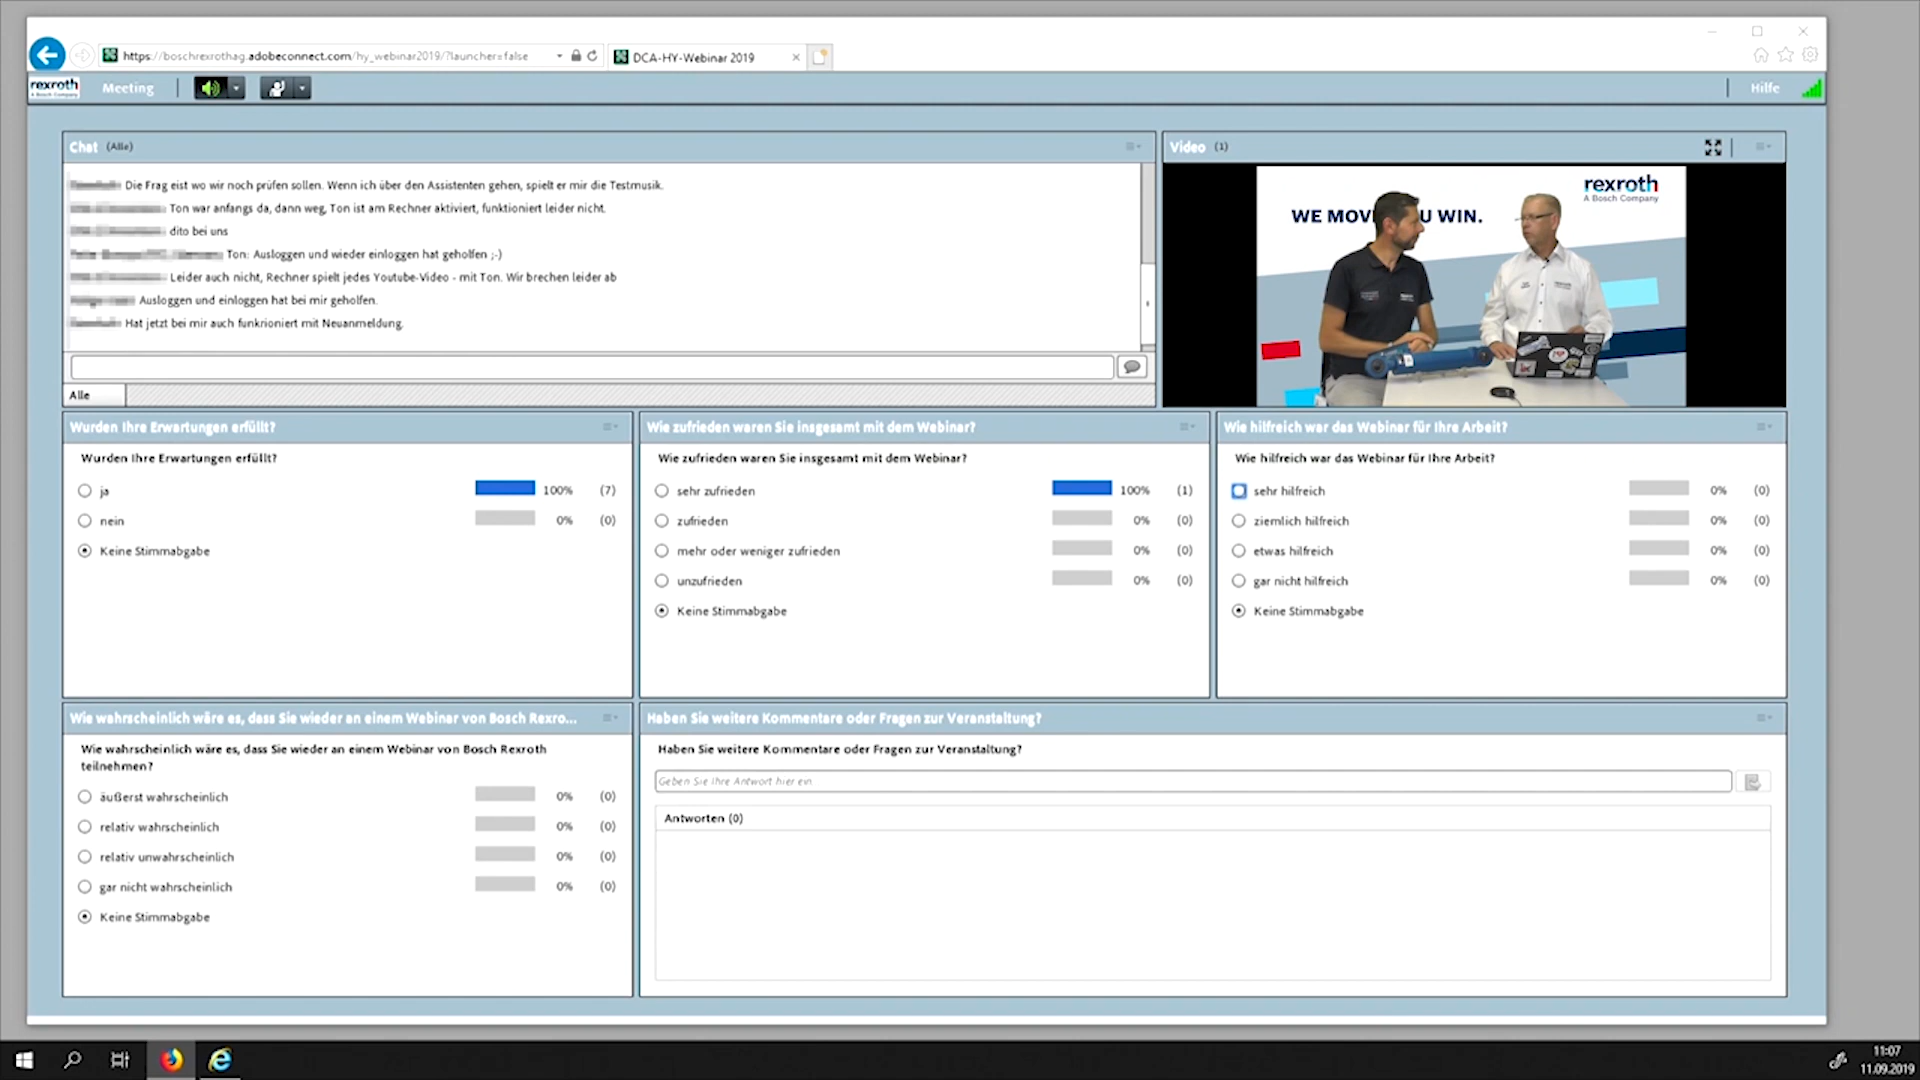 https://boschrexrothag.adobeconnect.com/hy_webinar2019/?launcher=false
DCA-HY-Webinar 2019
rexroth
A Bosch Company
Meeting
Hilfe
Chat (Alle)
Die Frag eist wo wir noch prüfen sollen. Wenn ich über den Assistenten gehen, spielt er mir die Testmusik.
Ton war anfangs da, dann weg, Ton ist am Rechner aktiviert, funktioniert leider nicht.
dito bei uns
Ton: Ausloggen und wieder einloggen hat geholfen ;-)
Leider auch nicht, Rechner spielt jedes Youtube-Video - mit Ton. Wir brechen leider ab
Ausloggen und einloggen hat bei mir geholfen.
Hat jetzt bei mir auch funkrioniert mit Neuanmeldung.
Alle
Video (1)
rexroth
A Bosch Company
WE MOV U WIN.
Wurden Ihre Erwartungen erfüllt?
Wurden Ihre Erwartungen erfüllt?
ja 100% (7)
nein 0% (0)
Keine Stimmabgabe
Wie zufrieden waren Sie insgesamt mit dem Webinar?
Wie zufrieden waren Sie insgesamt mit dem Webinar?
sehr zufrieden 100% (1)
zufrieden 0% (0)
mehr oder weniger zufrieden 0% (0)
unzufrieden 0% (0)
Keine Stimmabgabe
Wie hilfreich war das Webinar für Ihre Arbeit?
Wie hilfreich war das Webinar für Ihre Arbeit?
sehr hilfreich 0% (0)
ziemlich hilfreich 0% (0)
etwas hilfreich 0% (0)
gar nicht hilfreich 0% (0)
Keine Stimmabgabe
Wie wahrscheinlich wäre es, dass Sie wieder an einem Webinar von Bosch Rexro...
Wie wahrscheinlich wäre es, dass Sie wieder an einem Webinar von Bosch Rexroth
teilnehmen?
äußerst wahrscheinlich 0% (0)
relativ wahrscheinlich 0% (0)
relativ unwahrscheinlich 0% (0)
gar nicht wahrscheinlich 0% (0)
Keine Stimmabgabe
Haben Sie weitere Kommentare oder Fragen zur Veranstaltung?
Haben Sie weitere Kommentare oder Fragen zur Veranstaltung?
Geben Sie Ihre Antwort hier ein
Antworten (0)
11:07
11.09.2019